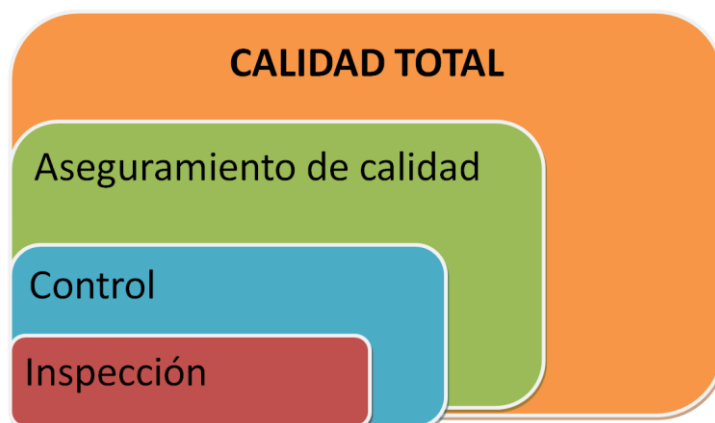 CALIDAD TOTAL
Aseguramiento de calidad
Control
Inspección